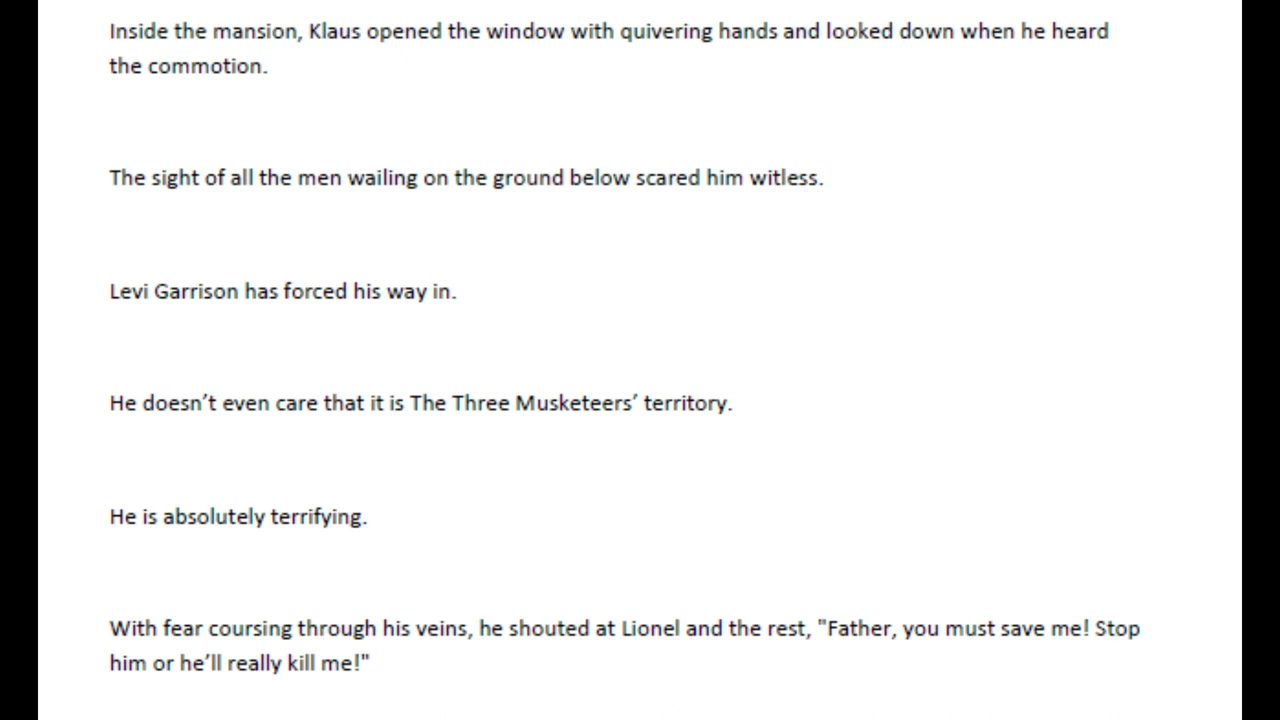 Inside the mansion, Klaus opened the window with quivering hands and looked down when he heard
the commotion.
The sight of all the men wailing on the ground below scared him witless.
Levi Garrison has forced his way in.
He doesn’t even care that it is The Three Musketeers’ territory.
He is absolutely terrifying.
With fear coursing through his veins, he shouted at Lionel and the rest, "Father, you must save me! Stop
him or he’ll really kill me!"